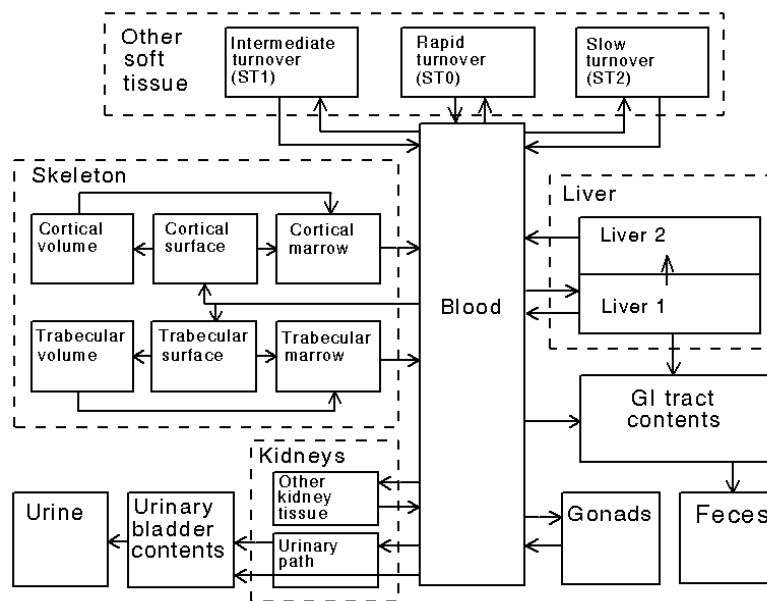 Other
soft
tissue
Intermediate
turnover
(ST1)
Rapid
turnover
(ST0)
Slow
turnover
(ST2)
Skeleton
Cortical
volume
Cortical
surface
Cortical
marrow
Trabecular
volume
Trabecular
surface
Trabecular
marrow
Blood
Liver
Liver 2
Liver 1
GI tract
contents
Kidneys
Other
kidney
tissue
Urinary
path
Urine
Urinary
bladder
contents
Gonads
Feces